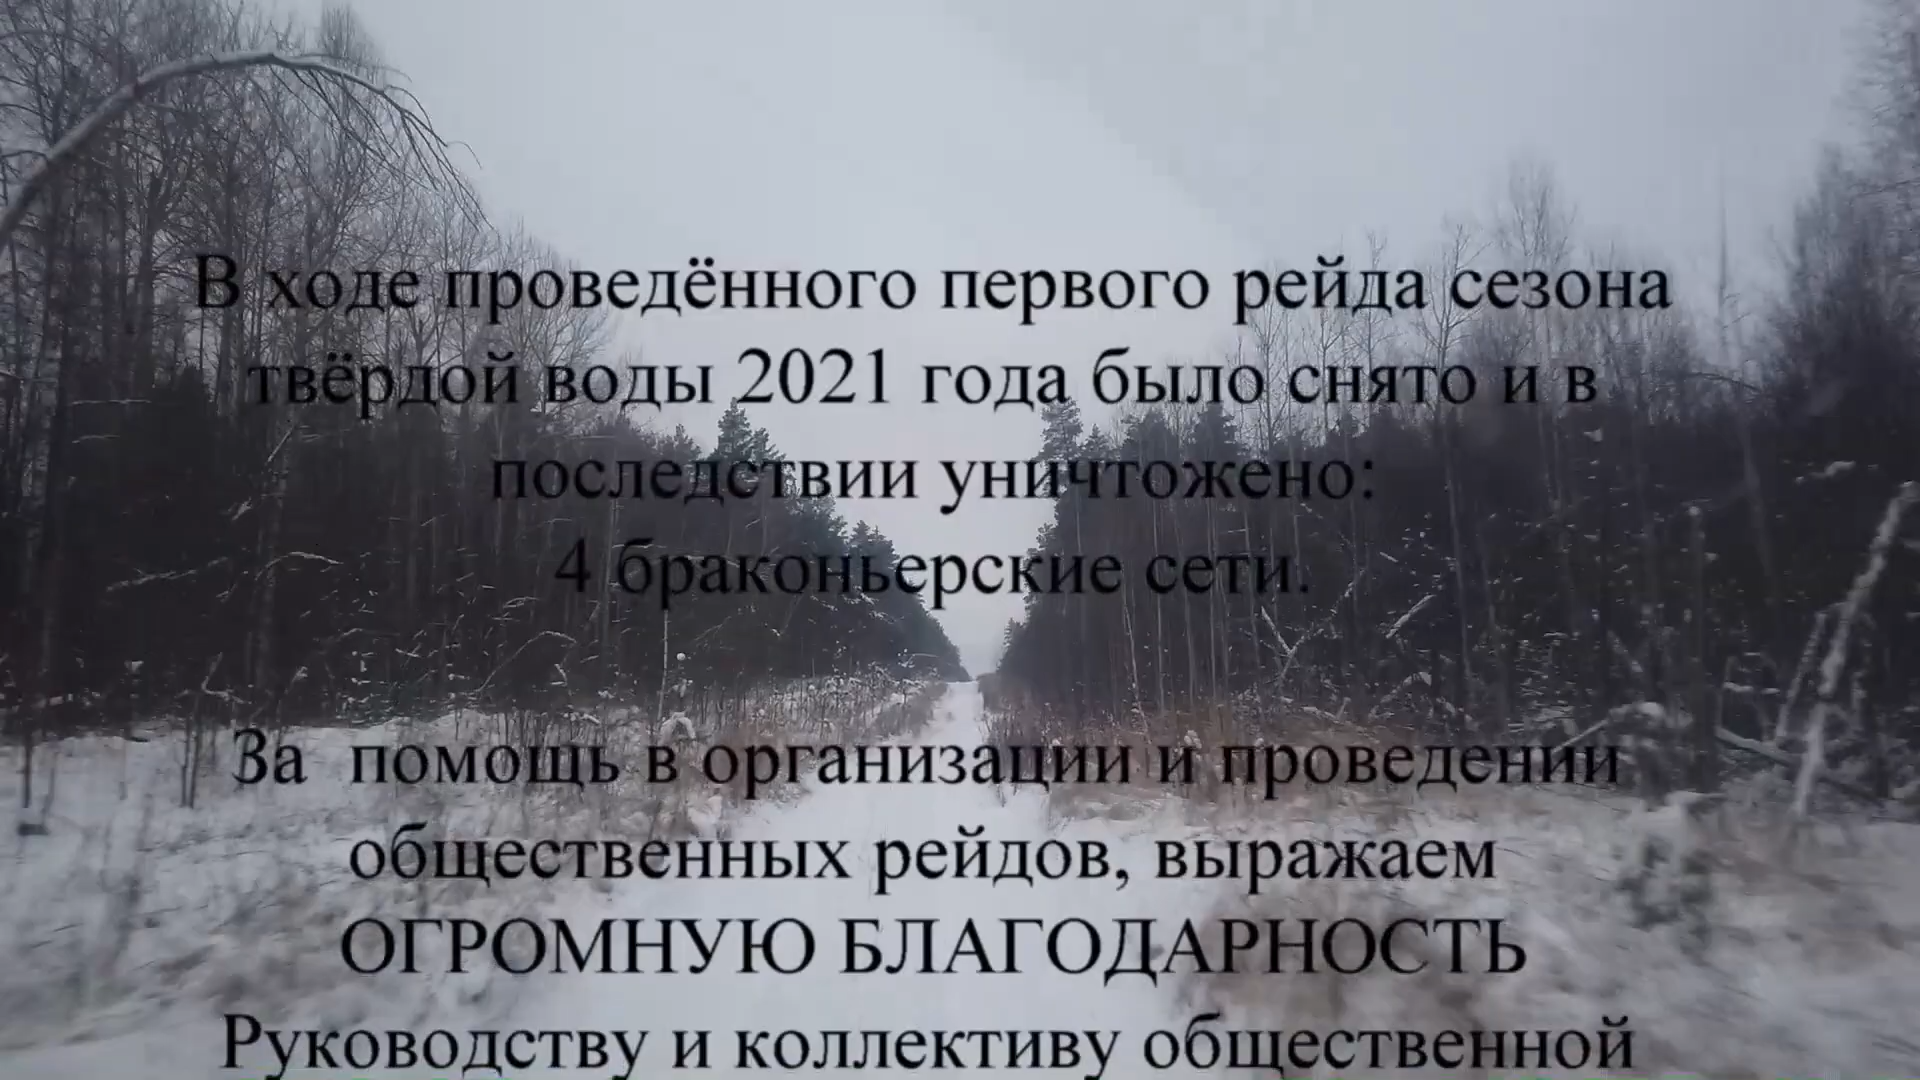 В ходе проведённого первого рейда сезона
твёрдой воды 2021 года было снято и в
последствии уничтожено:
4 браконьерские сети.
За помощь в организации и проведении
общественных рейдов, выражаем
ОГРОМНУЮ БЛАГОДАРНОСТЬ
Руководству и коллективу общественной